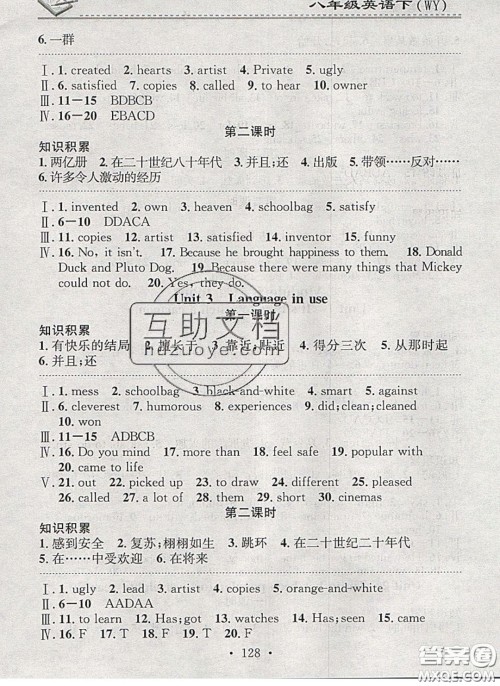 八年级英语下(WY)
6. 一群
Ⅰ. 1. created 2. hearts 3. artist 4. Private 5. ugly
Ⅱ. 6. satisfied 7. copies 8. called 9. to hear 10. owner
Ⅲ. 11—15 BDBCB
Ⅳ. 16—20 EBACD
第二课时
知识积累
1. 两亿册 2. 在二十世纪八十年代 3. 并且;还 4. 出版 5. 带领……反对……
6. 许多令人激动的经历
Ⅰ. 1. invented 2. own 3. heaven 4. schoolbag 5. satisfy
Ⅱ. 6—10 DDACA
Ⅲ. 11. copies 12. artist 13. satisfied 14. inventor 15. funny
Ⅳ. 16. No, it isn't. 17. Because he brought happiness to them. 18. Donald
Duck and Pluto Dog. 19. Because there were many things that Mickey
could not do. 20. Yes, they do.
Unit 3 Language in use
第一课时
知识积累
1. 有快乐的结局 2. 擅长于 3. 靠近;贴近 4. 得分三次 5. 从那时起
6. 并且;还
Ⅰ. 1. mess 2. schoolbag 3. black-and-white 4. smart 5. against
Ⅱ. 6. cleverest 7. humorous 8. experiences 9. did;clean;cleaned
10. won
Ⅲ. 11—15 ADBCB
Ⅳ. 16. Do you mind 17. more than 18. feel safe 19. popular with
20. came to life
Ⅴ. 21. out 22. picked up 23. to draw 24. different 25. pleased
26. called 27. a lot of 28. them 29. short 30. cinemas
第二课时
知识积累
1. 感到安全 2. 复苏;栩栩如生 3. 跳环 4. 在二十世纪二十年代
5. 在……中受欢迎 6. 在将来
Ⅰ. 1. ugly 2. lead 3. artist 4. copies 5. orange-and-white
Ⅱ. 6—10 AADAA
Ⅲ. 11. to 12. Has;got 13. to watches 14. Has;seen 15. came
Ⅳ. 16. F 17. T 18. T 19. T 20. F
· 128 ·
互助文档
hzuzoye.com
答案圈
MXQE.COM